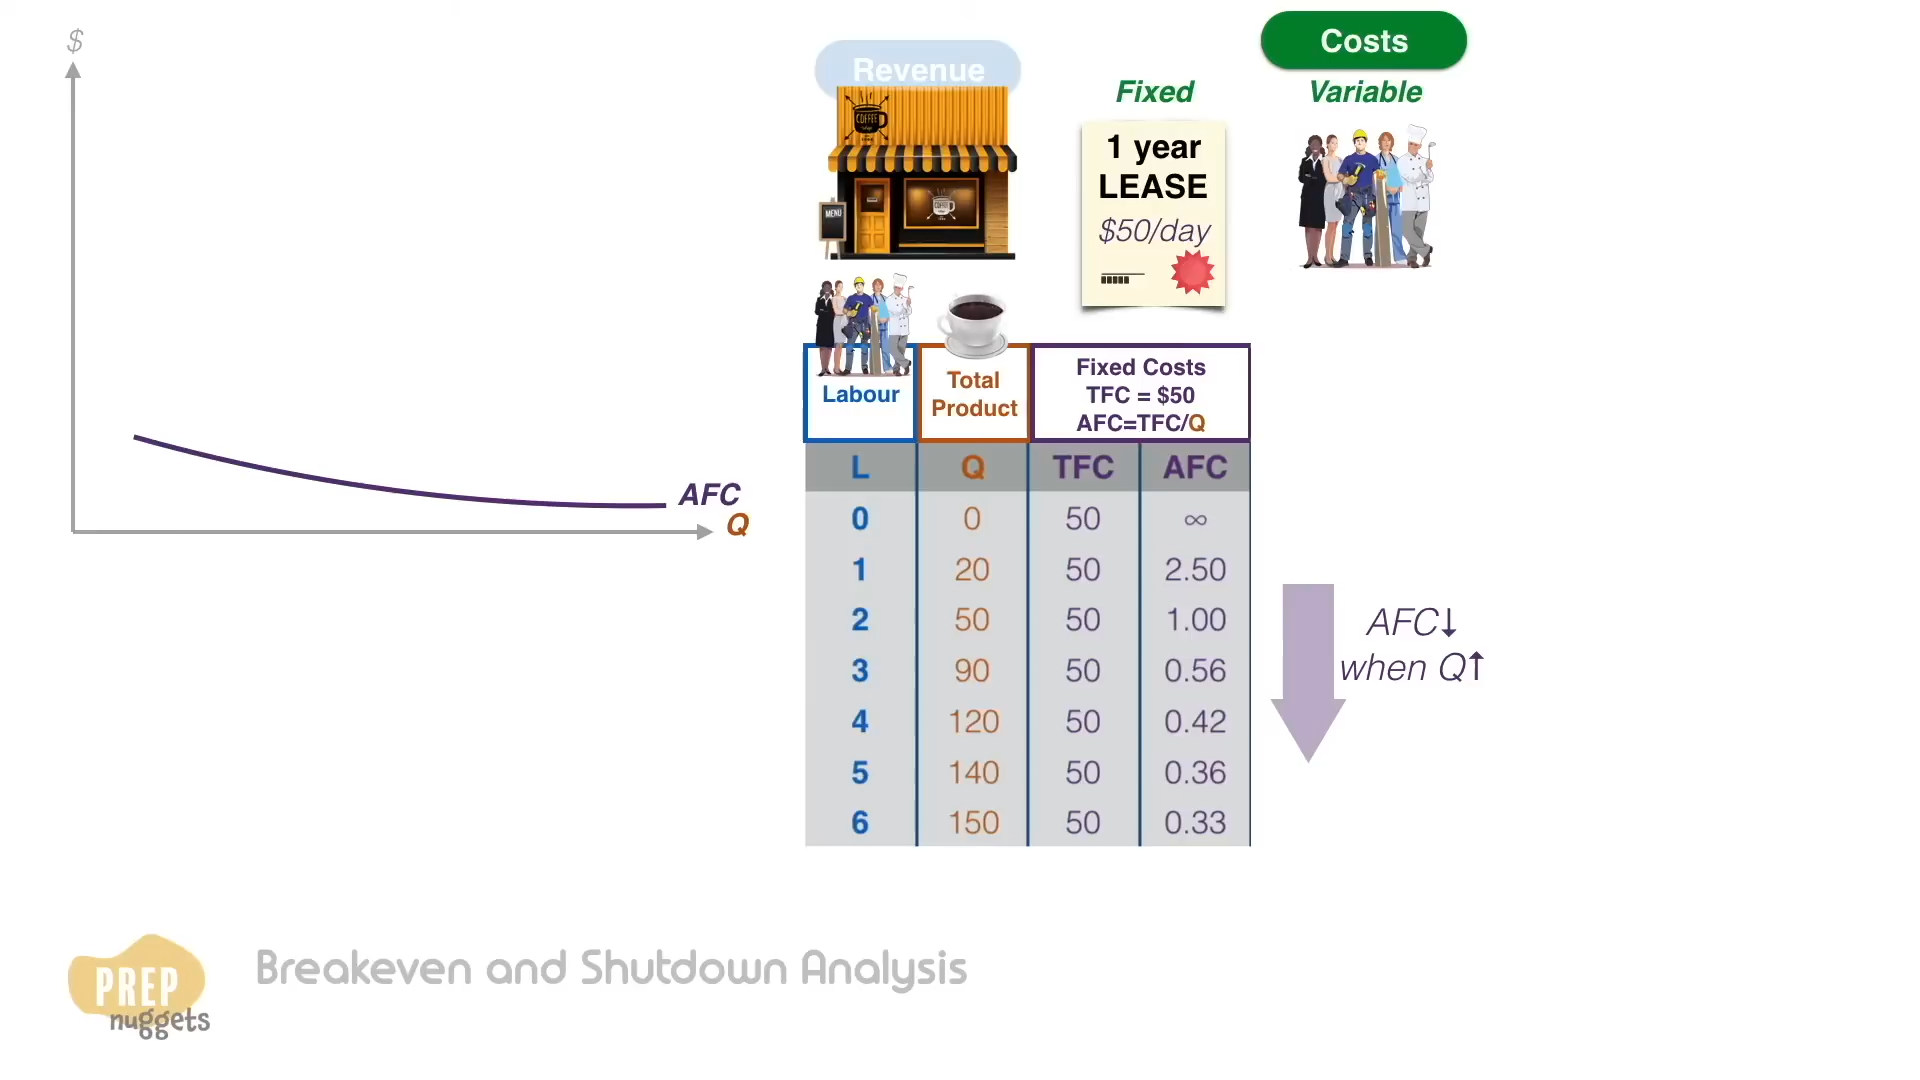 $
Revenue
Costs
Fixed
Variable
COFFEE
MENU
COFFEE
1 year
LEASE
$50/day
Labour
Total
Product
Fixed Costs
TFC = $50
AFC=TFC/Q
L Q TFC AFC
0 0 50 ∞
1 20 50 2.50
2 50 50 1.00
3 90 50 0.56
4 120 50 0.42
5 140 50 0.36
6 150 50 0.33
AFC
Q
AFC↓
when Q↑
PREP
nuggets
Breakeven and Shutdown Analysis